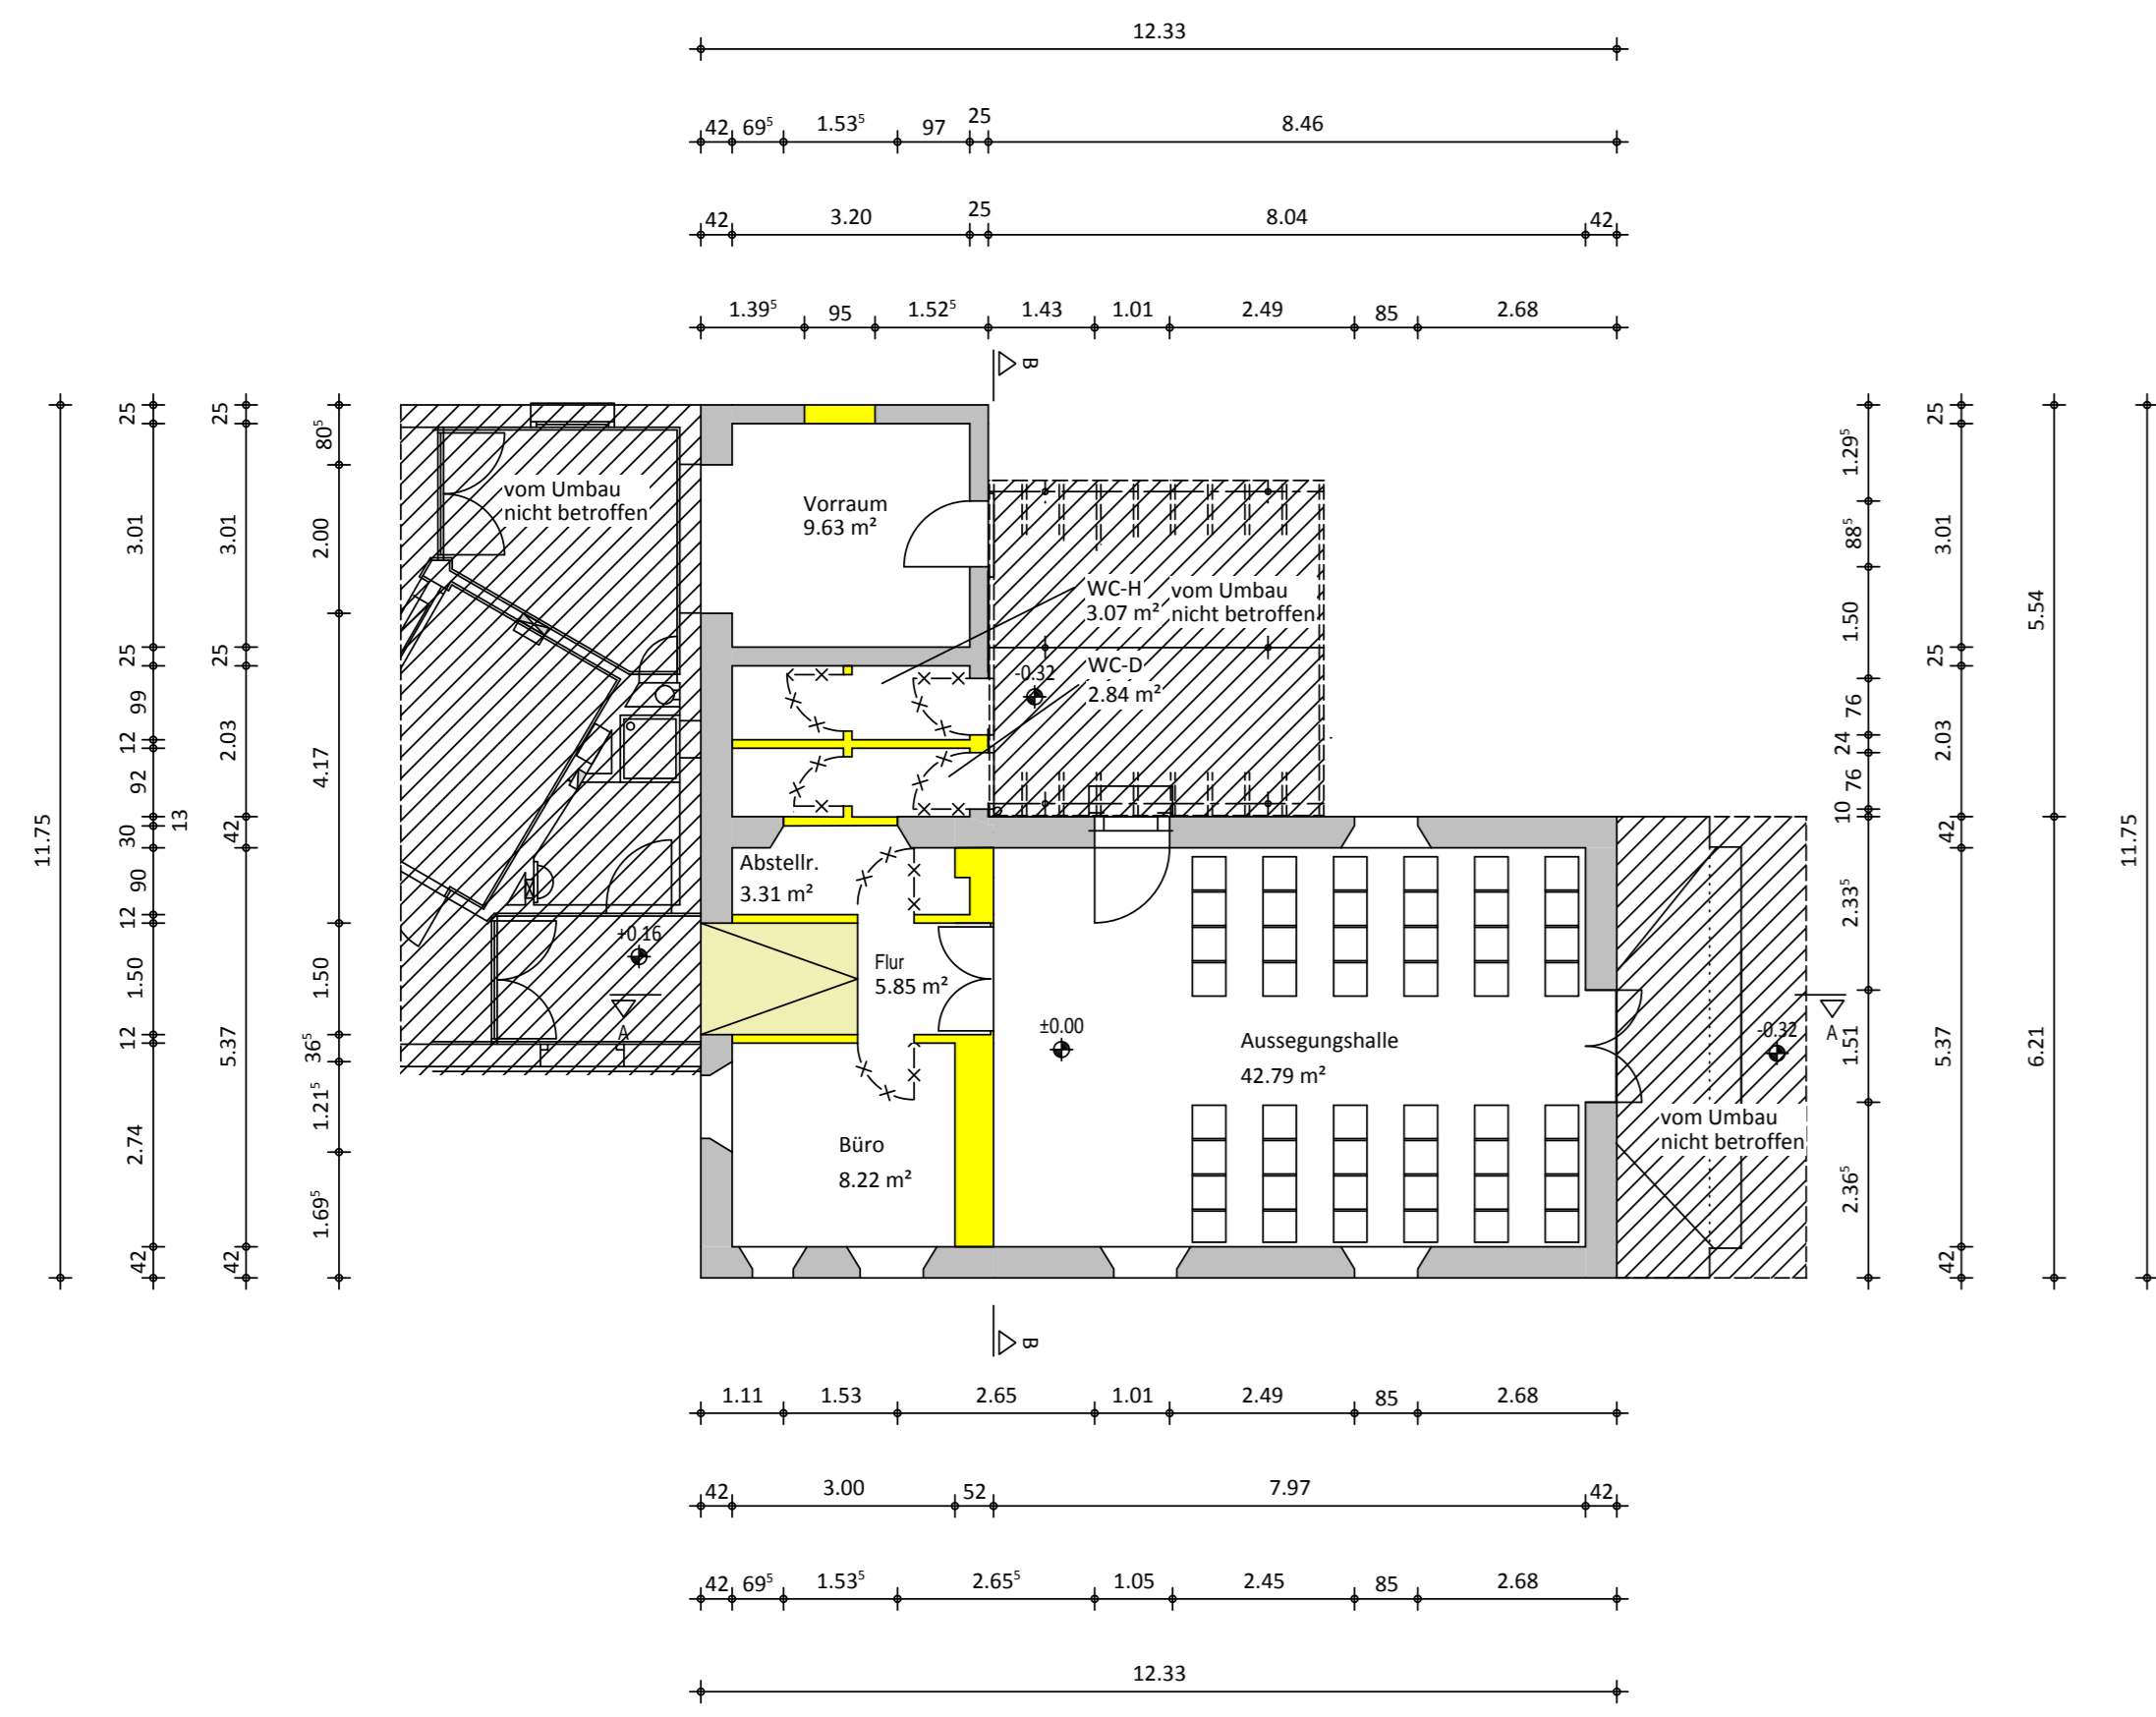 12.33
42 69⁵ 1.53⁵ 97 25 8.46
42 3.20 25 8.04 42
1.39⁵ 95 1.52⁵ 1.43 1.01 2.49 85 2.68
B
11.75
25 3.01 25 99 12 92 30 13 90 12 1.50 12 2.74 42
25 3.01 25 2.03 42 5.37 42
80⁵ 2.00 4.17 1.50 36⁵ 1.21⁵ 1.69⁵
vom Umbau
nicht betroffen
Vorraum
9.63 m²
WC-H
3.07 m²
vom Umbau
nicht betroffen
WC-D
2.84 m²
-0.32
Abstellr.
3.31 m²
+0.16
A
Flur
5.85 m²
±0.00
Aussegungshalle
42.79 m²
Büro
8.22 m²
-0.32
A
vom Umbau
nicht betroffen
1.29⁵ 88⁵ 1.50 76 24 76 10 2.33⁵ 1.51 2.36⁵
25 3.01 25 2.03 42 5.37 42
5.54 6.21
11.75
B
1.11 1.53 2.65 1.01 2.49 85 2.68
42 3.00 52 7.97 42
42 69⁵ 1.53⁵ 2.65⁵ 1.05 2.45 85 2.68
12.33